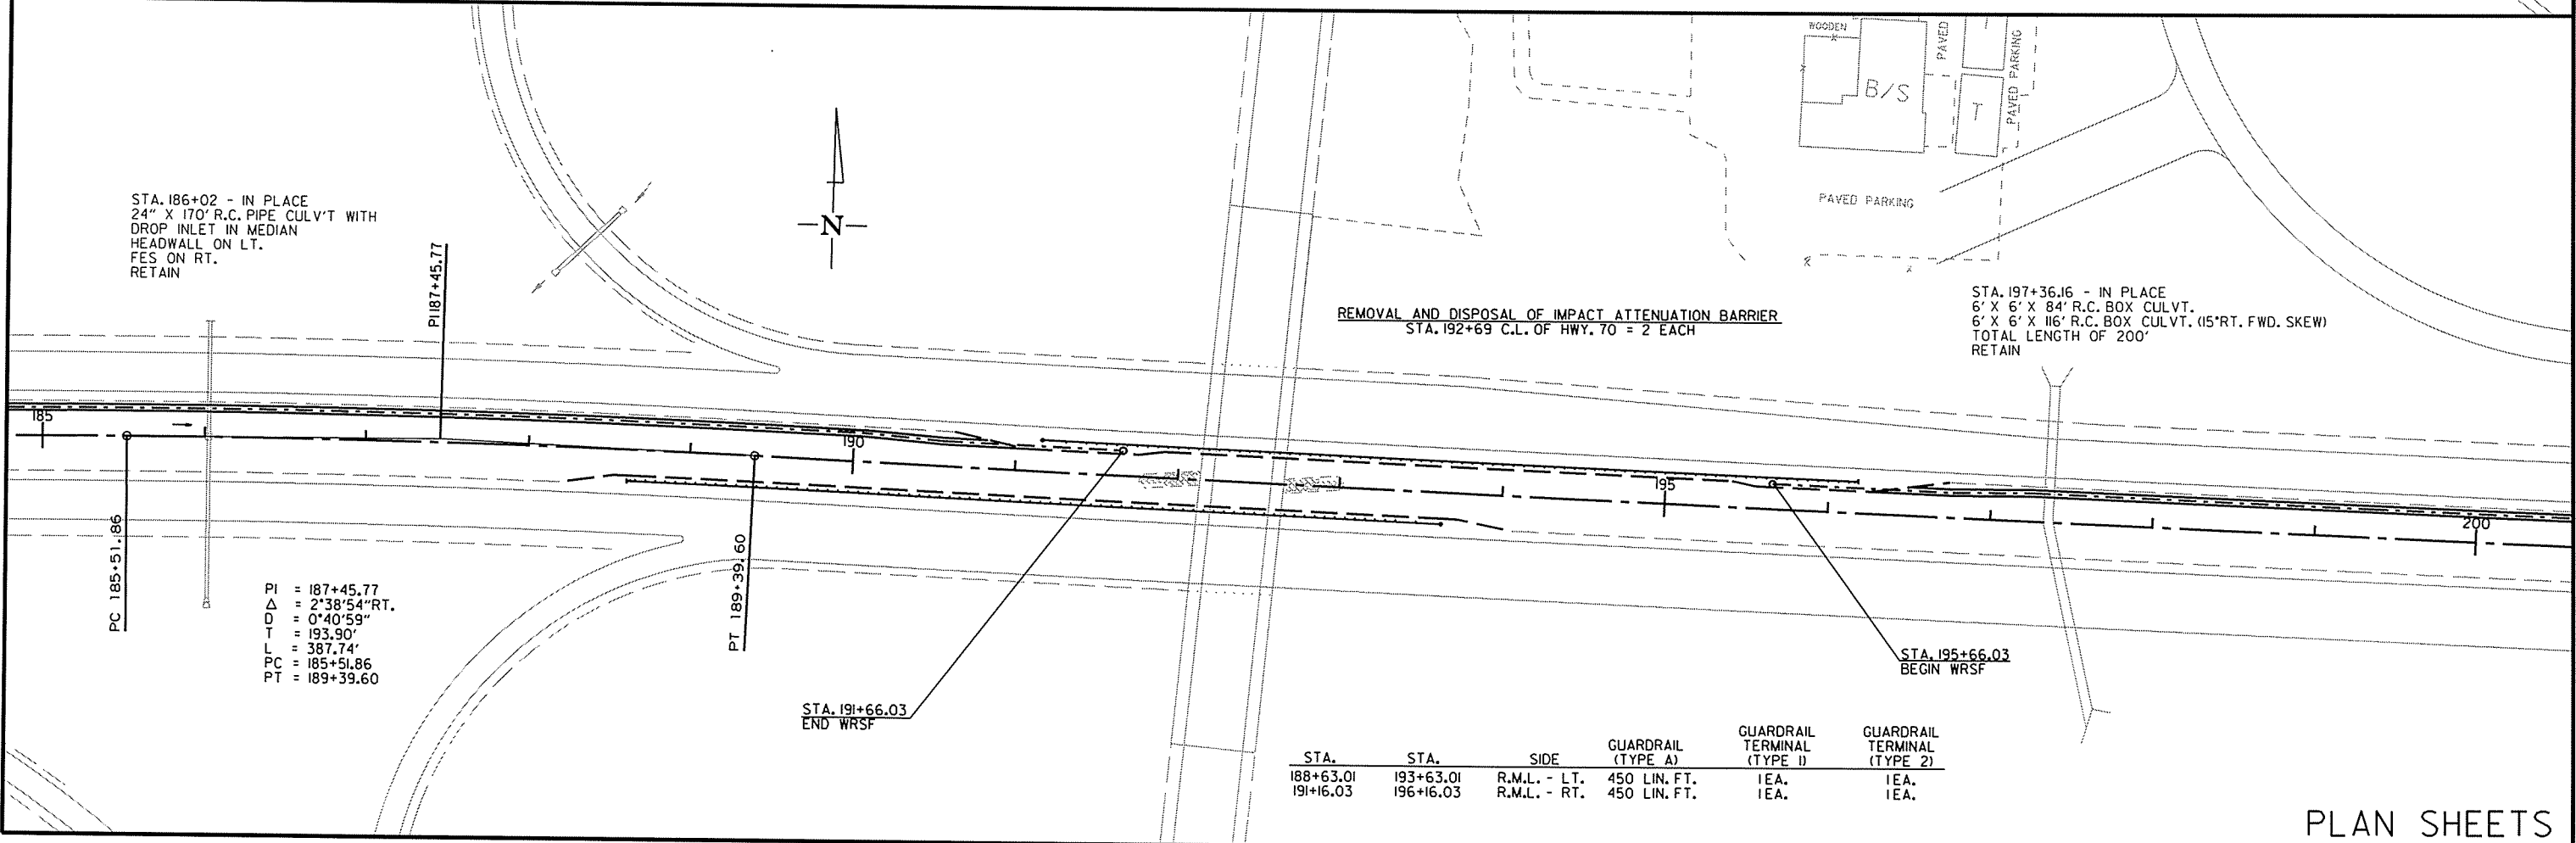 WOODEN
B/S
PAVED
T
PAVED PARKING
PAVED PARKING
N
STA. 186+02 - IN PLACE
24" X 170' R.C. PIPE CULV'T WITH
DROP INLET IN MEDIAN
HEADWALL ON LT.
FES ON RT.
RETAIN
PI 187+45.77
REMOVAL AND DISPOSAL OF IMPACT ATTENUATION BARRIER
STA. 192+69 C.L. OF HWY. 70 = 2 EACH
STA. 197+36.16 - IN PLACE
6' X 6' X 84' R.C. BOX CULVT.
6' X 6' X 116' R.C. BOX CULVT. (15°RT. FWD. SKEW)
TOTAL LENGTH OF 200'
RETAIN
185
190
195
200
PC 185+51.86
PT 189+39.60
PI = 187+45.77
Δ = 2°38'54"RT.
D = 0°40'59"
T = 193.90'
L = 387.74'
PC = 185+51.86
PT = 189+39.60
STA. 191+66.03
END WRSF
STA. 195+66.03
BEGIN WRSF
STA. STA. SIDE GUARDRAIL (TYPE A) GUARDRAIL TERMINAL (TYPE 1) GUARDRAIL TERMINAL (TYPE 2)
188+63.01 193+63.01 R.M.L. - LT. 450 LIN. FT. 1 EA. 1 EA.
191+16.03 196+16.03 R.M.L. - RT. 450 LIN. FT. 1 EA. 1 EA.
PLAN SHEETS